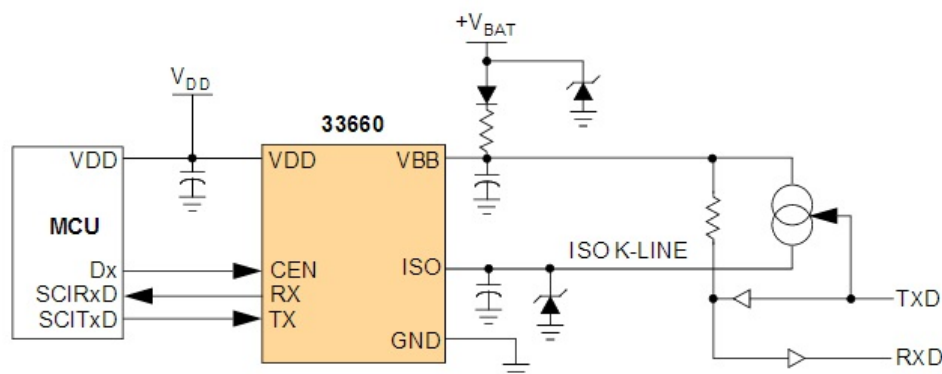 +VBAT
VDD
33660
VDD
VDD
VBB
MCU
ISO K-LINE
Dx
CEN
ISO
SCIRxD
RX
TXD
SCITxD
TX
GND
RXD